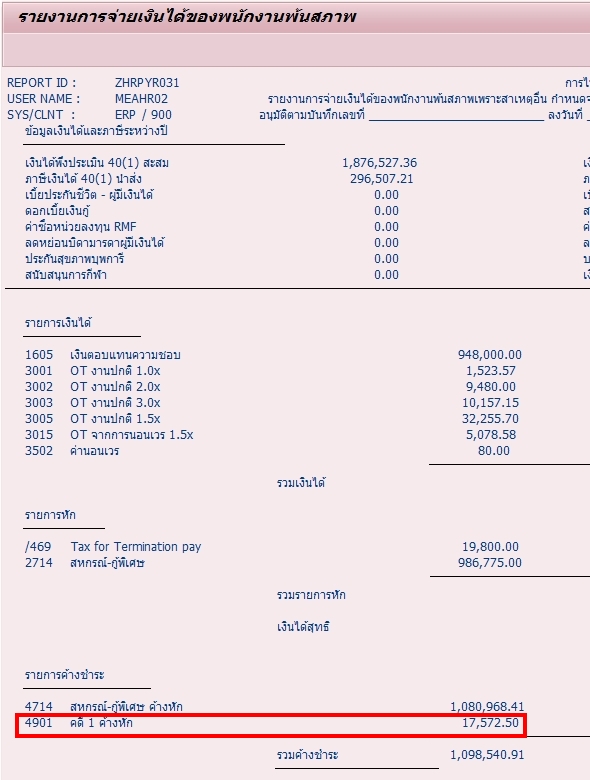 รายงานการจ่ายเงินได้ของพนักงานพ้นสภาพ
REPORT ID : ZHRPYR031 การไ
USER NAME : MEAHR02 รายงานการจ่ายเงินได้ของพนักงานพ้นสภาพเพราะสาเหตุอื่น กำหนดจ
SYS/CLNT : ERP / 900 อนุมัติตามบันทึกเลขที่ ลงวันที่
ข้อมูลเงินได้และภาษีระหว่างปี
เงินได้พึงประเมิน 40(1) สะสม 1,876,527.36 เงิ
ภาษีเงินได้ 40(1) นำส่ง 296,507.21 ภ
เบี้ยประกันชีวิต - ผู้มีเงินได้ 0.00 เบี้
ดอกเบี้ยเงินกู้ 0.00 ส
ค่าซื้อหน่วยลงทุน RMF 0.00 ค่
ลดหย่อนบิดามารดาผู้มีเงินได้ 0.00 ล
ประกันสุขภาพบุพการี 0.00 บ
สนับสนุนการกีฬา 0.00 เงิ
รายการเงินได้
1605 เงินตอบแทนความชอบ 948,000.00
3001 OT งานปกติ 1.0x 1,523.57
3002 OT งานปกติ 2.0x 9,480.00
3003 OT งานปกติ 3.0x 10,157.15
3005 OT งานปกติ 1.5x 32,255.70
3015 OT จากการนอนเวร 1.5x 5,078.58
3502 ค่านอนเวร 80.00
รวมเงินได้
รายการหัก
/469 Tax for Termination pay 19,800.00
2714 สหกรณ์-กู้พิเศษ 986,775.00
รวมรายการหัก
เงินได้สุทธิ
รายการค้างชำระ
4714 สหกรณ์-กู้พิเศษ ค้างหัก 1,080,968.41
4901 คดี 1 ค้างหัก 17,572.50
รวมค้างชำระ 1,098,540.91